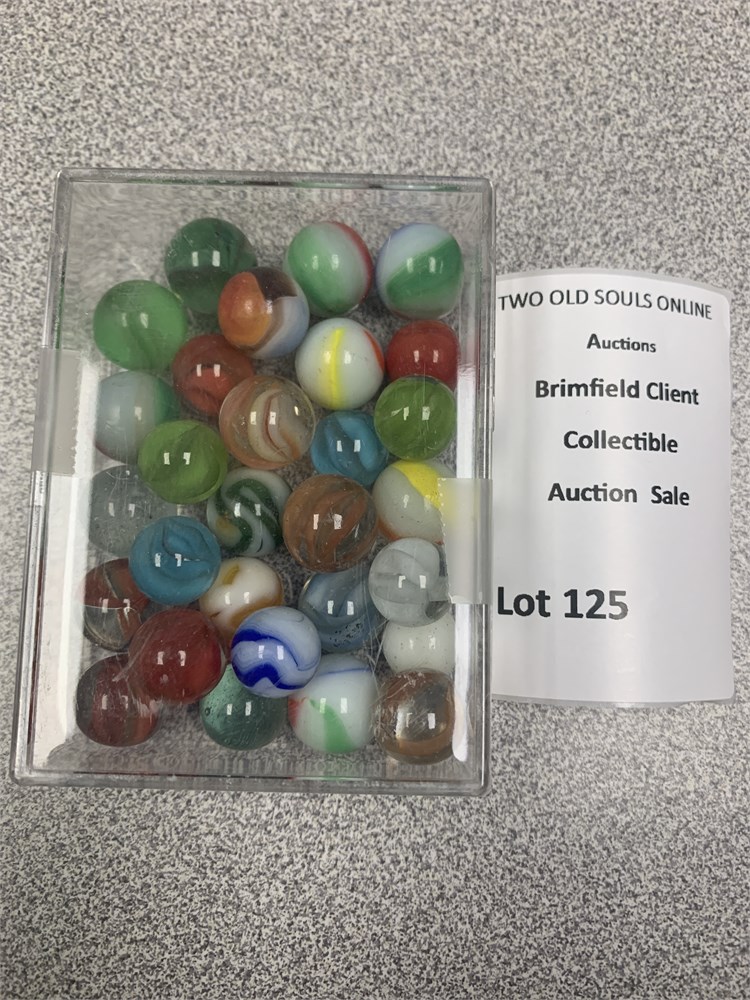 TWO OLD SOULS ONLINE
Auctions
Brimfield Client
Collectible
Auction Sale
Lot 125